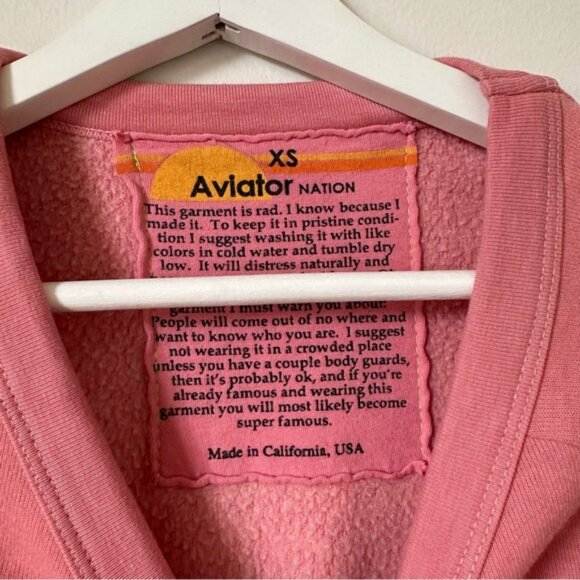 XS
Aviator NATION
This garment is rad. I know because I
made it. To keep it in pristine condi-
tion I suggest washing it with like
colors in cold water and tumble dry
low. It will distress naturally and
garment I must warn you about:
People will come out of no where and
want to know who you are. I suggest
not wearing it in a crowded place
unless you have a couple body guards,
then it's probably ok, and if you're
already famous and wearing this
garment you will most likely become
super famous.
Made in California, USA